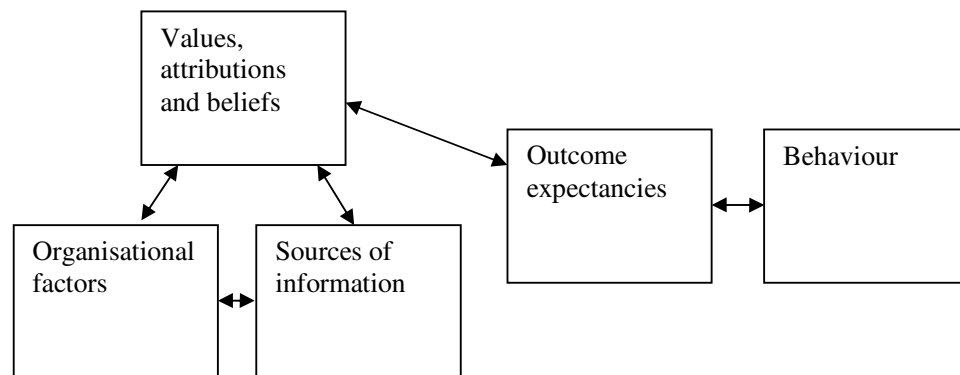 Values,
attributions
and beliefs
Outcome
expectancies
Behaviour
Organisational
factors
Sources of
information